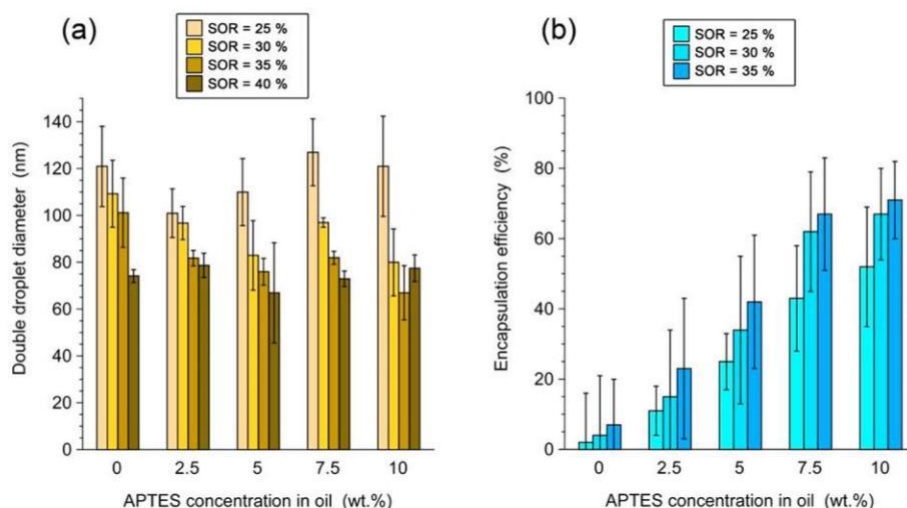 (a)
SOR = 25 %
SOR = 30 %
SOR = 35 %
SOR = 40 %
Double droplet diameter (nm)
140
120
100
80
60
40
20
0
0 2.5 5 7.5 10
APTES concentration in oil (wt.%)
(b)
SOR = 25 %
SOR = 30 %
SOR = 35 %
Encapsulation efficiency (%)
100
80
60
40
20
0
0 2.5 5 7.5 10
APTES concentration in oil (wt.%)